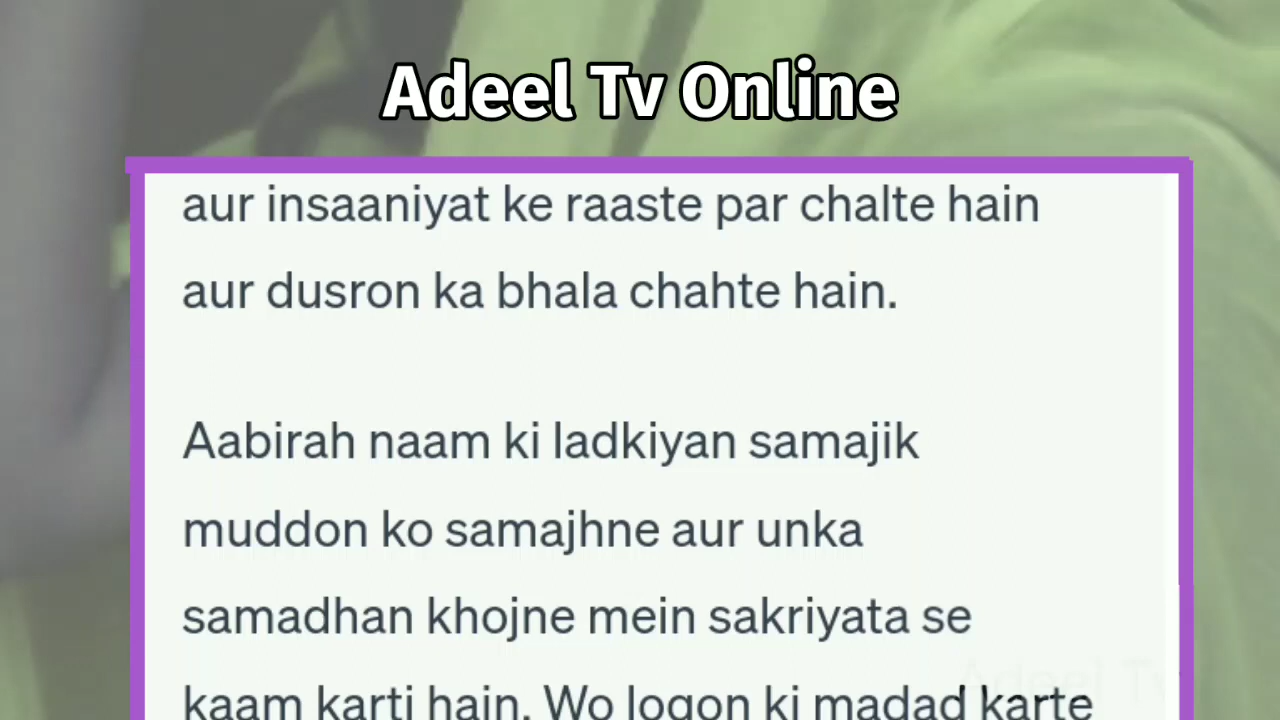 Adeel Tv Online
aur insaaniyat ke raaste par chalte hain
aur dusron ka bhala chahte hain.
Aabirah naam ki ladkiyan samajik
muddon ko samajhne aur unka
samadhan khojne mein sakriyata se
Adeel Tv
kaam karti hain. Wo logon ki madad karte